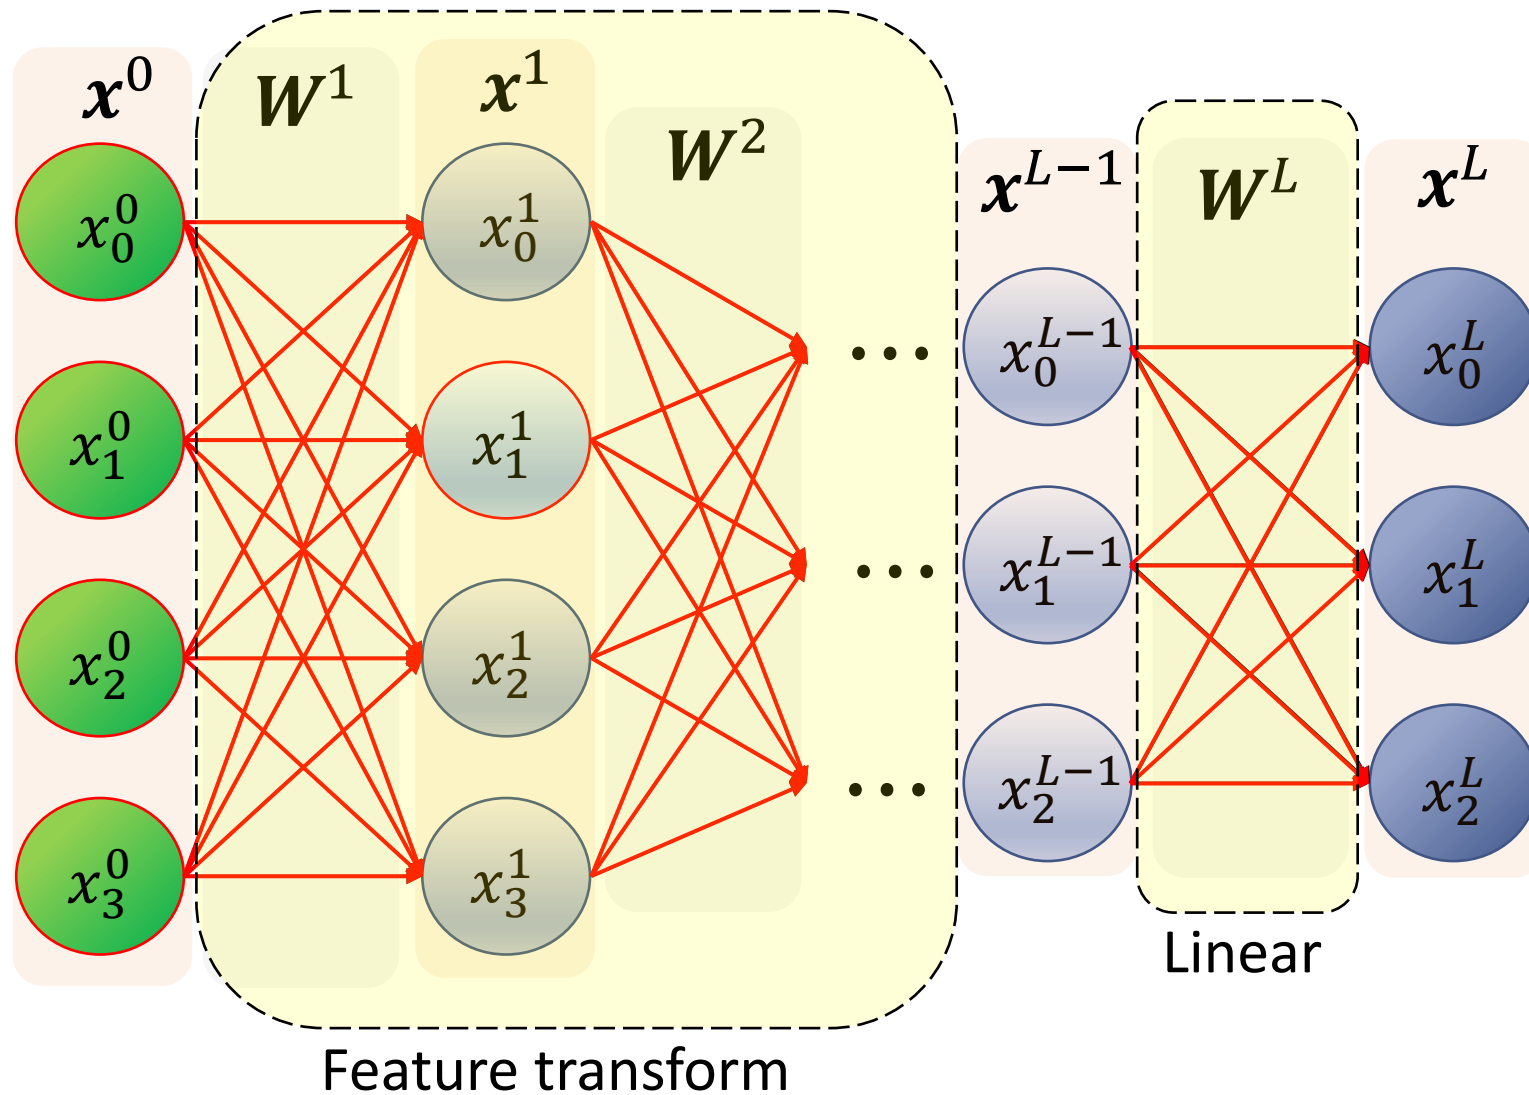 x^0 W^1 x^1 W^2 x^{L-1} W^L x^L
x_0^0 x_0^1 ... x_0^{L-1} x_0^L
x_1^0 x_1^1 ... x_1^{L-1} x_1^L
x_2^0 x_2^1 ... x_2^{L-1} x_2^L
x_3^0 x_3^1
Linear
Feature transform